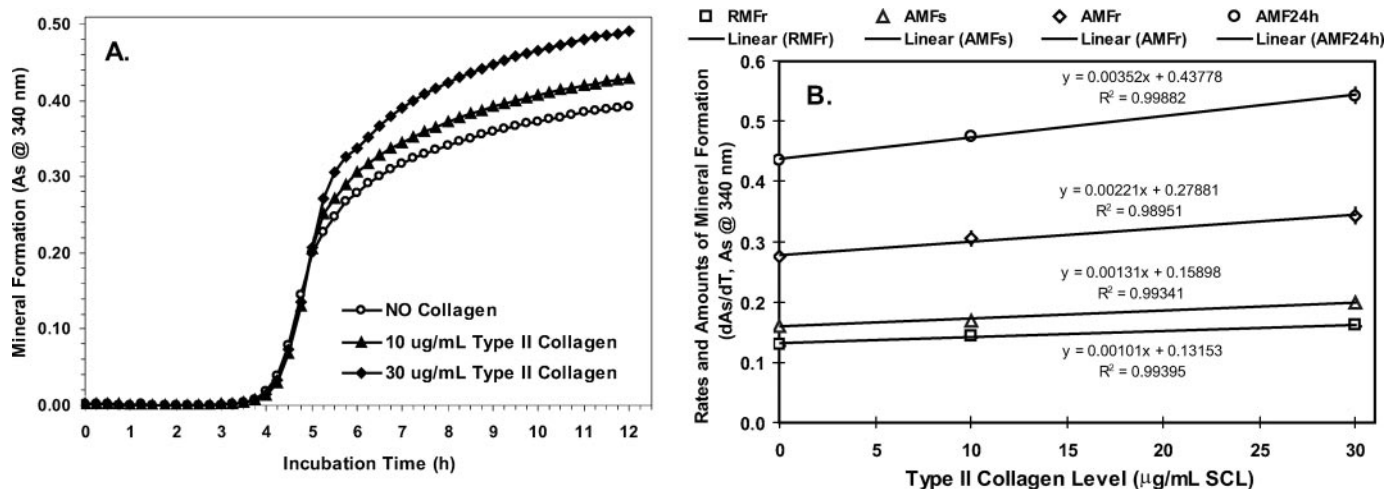 A.
Mineral Formation (As @ 340 nm)
0.50
0.40
0.30
0.20
0.10
0.00
NO Collagen
10 ug/mL Type II Collagen
30 ug/mL Type II Collagen
0 1 2 3 4 5 6 7 8 9 10 11 12
Incubation Time (h)
RMFr AMFs AMFr AMF24h
Linear (RMFr) Linear (AMFs) Linear (AMFr) Linear (AMF24h)
B.
Rates and Amounts of Mineral Formation
(dAs/dT, As @ 340 nm)
0.6
0.5
0.4
0.3
0.2
0.1
0.0
y = 0.00352x + 0.43778
R² = 0.99882
y = 0.00221x + 0.27881
R² = 0.98951
y = 0.00131x + 0.15898
R² = 0.99341
y = 0.00101x + 0.13153
R² = 0.99395
0 5 10 15 20 25 30
Type II Collagen Level (μg/mL SCL)